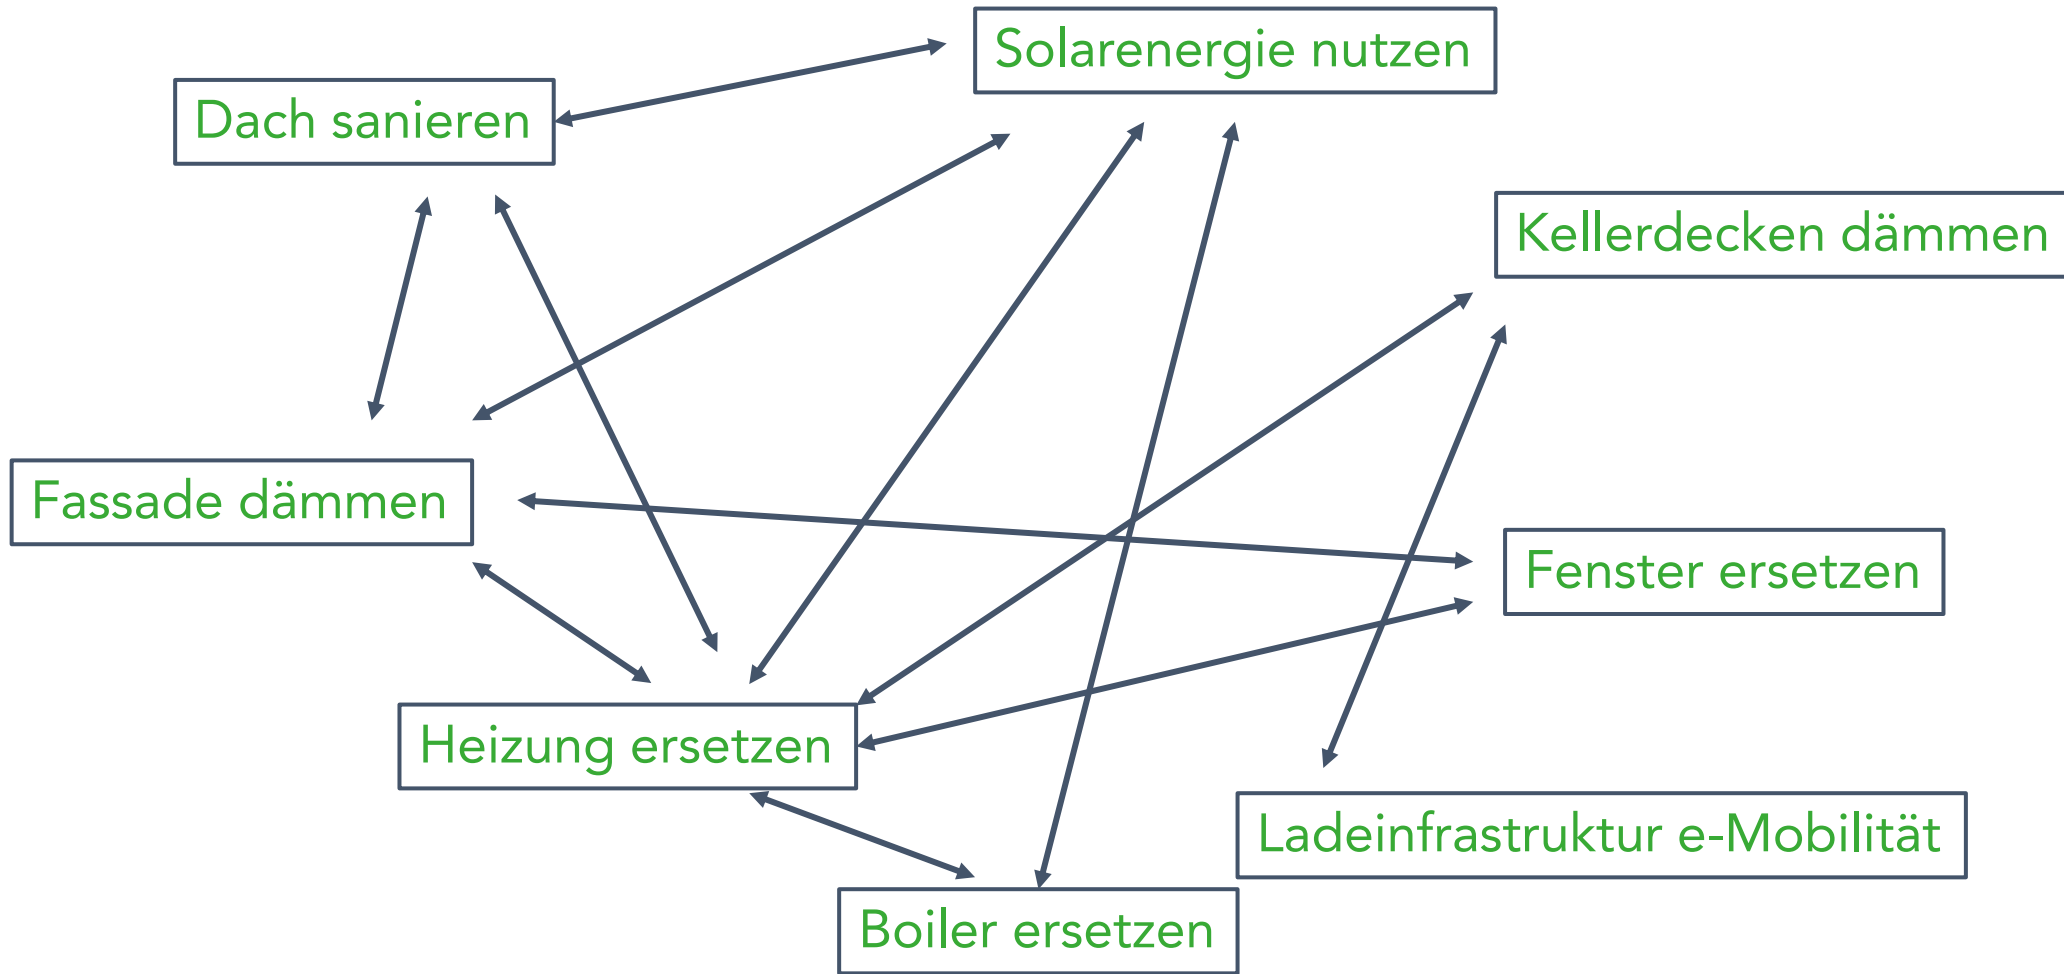 Solarenergie nutzen
Dach sanieren
Kellerdecken dämmen
Fassade dämmen
Fenster ersetzen
Heizung ersetzen
Ladeinfrastruktur e-Mobilität
Boiler ersetzen